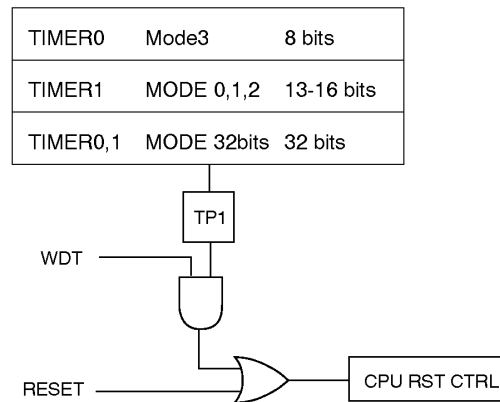 TIMER0 Mode3 8 bits
TIMER1 MODE 0,1,2 13-16 bits
TIMER0,1 MODE 32bits 32 bits
TP1
WDT
RESET
CPU RST CTRL